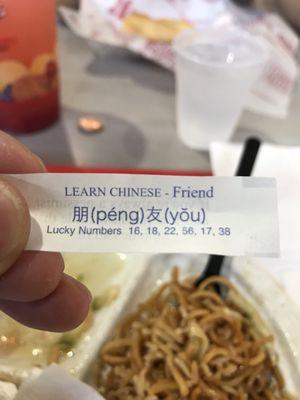 LEARN CHINESE - Friend
朋(péng)友(yǒu)
Lucky Numbers 16, 18, 22, 56, 17, 38